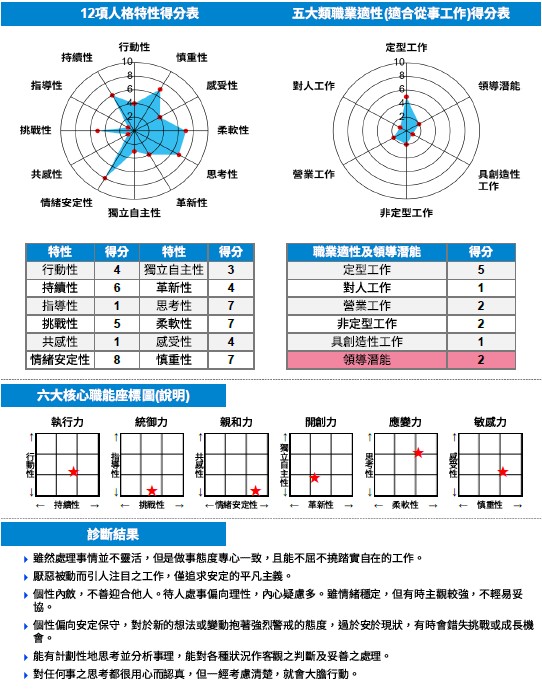 12項人格特性得分表
五大類職業適性(適合從事工作)得分表
行動性
慎重性
感受性
柔軟性
思考性
革新性
獨立自主性
情緒安定性
共感性
挑戰性
指導性
持續性
10
8
6
4
2
定型工作
領導潛能
具創造性
工作
非定型工作
營業工作
對人工作
10
8
6
4
2
特性 得分 特性 得分
行動性 4 獨立自主性 3
持續性 6 革新性 4
指導性 1 思考性 7
挑戰性 5 柔軟性 7
共感性 1 感受性 4
情緒安定性 8 慎重性 7
職業適性及領導潛能 得分
定型工作 5
對人工作 1
營業工作 2
非定型工作 2
具創造性工作 1
領導潛能 2
六大核心職能座標圖(說明)
執行力 統御力 親和力 開創力 應變力 敏感力
↑ 行動性 ↓
↑ 指導性 ↓
↑ 共感性 ↓
↑ 獨立自主性 ↓
↑ 思考性 ↓
↑ 感受性 ↓
← 持續性 → ← 挑戰性 → ←情緒安定性→ ← 革新性 → ← 柔軟性 → ← 慎重性 →
診斷結果
雖然處理事情並不靈活，但是做事態度專心一致，且能不屈不撓踏實自在的工作。
厭惡被動而引人注目之工作，僅追求安定的平凡主義。
個性內斂，不善迎合他人。待人處事偏向理性，內心疑慮多。雖情緒穩定，但有時主觀較強，不輕易妥
協。
個性偏向安定保守，對於新的想法或變動抱著強烈警戒的態度，過於安於現狀，有時會錯失挑戰或成長機
會。
能有計劃性地思考並分析事理，能對各種狀況作客觀之判斷及妥善之處理。
對任何事之思考都很用心而認真，但一經考慮清楚，就會大膽行動。